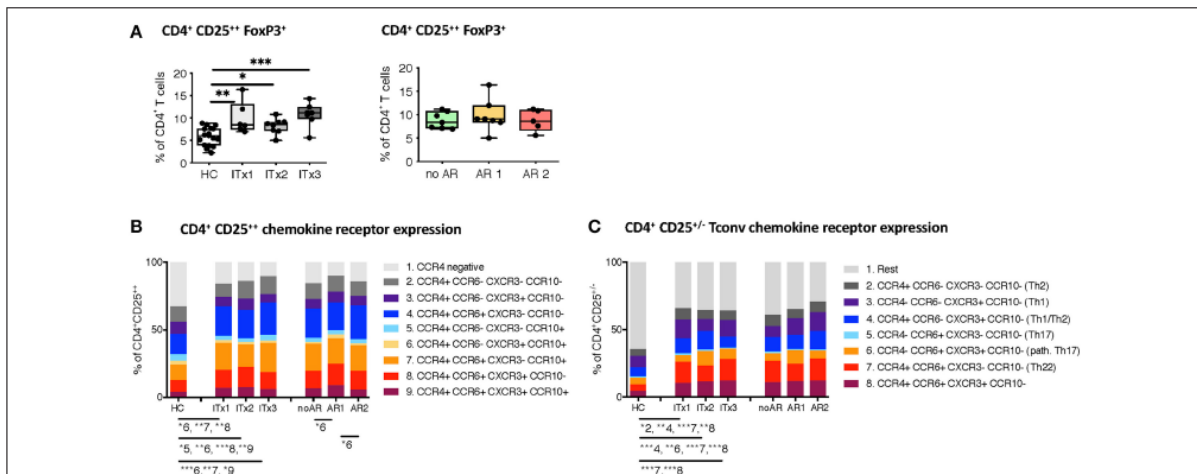 A
CD4⁺ CD25⁺⁺ FoxP3⁺
CD4⁺ CD25⁺⁺ FoxP3⁺
% of CD4⁺ T cells
20
15
10
5
0
***
*
**
HC ITx1 ITx2 ITx3
% of CD4⁺ T cells
20
15
10
5
0
no AR AR 1 AR 2
B
CD4⁺ CD25⁺⁺ chemokine receptor expression
% of CD4⁺CD25⁺⁺
100
50
0
HC ITx1 ITx2 ITx3 noAR AR1 AR2
*6, **7, **8
*5, **6, ***8, **9
***6,**7, *9
*6
*6
1. CCR4 negative
2. CCR4+ CCR6- CXCR3- CCR10-
3. CCR4+ CCR6- CXCR3+ CCR10-
4. CCR4+ CCR6+ CXCR3- CCR10-
5. CCR4+ CCR6- CXCR3- CCR10+
6. CCR4+ CCR6- CXCR3+ CCR10+
7. CCR4+ CCR6+ CXCR3- CCR10+
8. CCR4+ CCR6+ CXCR3+ CCR10-
9. CCR4+ CCR6+ CXCR3+ CCR10+
C
CD4⁺ CD25⁺/⁻ Tconv chemokine receptor expression
% of CD4⁺CD25⁺/⁻
100
50
0
HC ITx1 ITx2 ITx3 noAR AR1 AR2
*2, **4, ***7,**8
***4, **6, ***7,***8
***7,***8
1. Rest
2. CCR4+ CCR6- CXCR3- CCR10- (Th2)
3. CCR4- CCR6- CXCR3+ CCR10- (Th1)
4. CCR4+ CCR6- CXCR3+ CCR10- (Th1/Th2)
5. CCR4- CCR6+ CXCR3- CCR10- (Th17)
6. CCR4- CCR6+ CXCR3+ CCR10- (path. Th17)
7. CCR4+ CCR6+ CXCR3- CCR10- (Th22)
8. CCR4+ CCR6+ CXCR3+ CCR10-